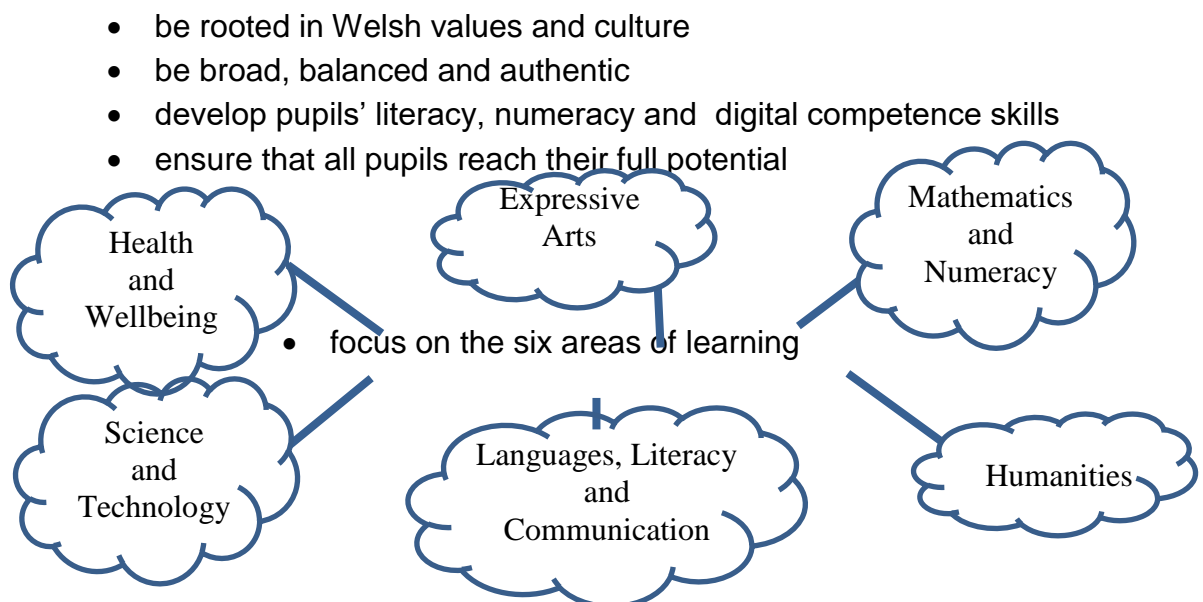 • be rooted in Welsh values and culture
• be broad, balanced and authentic
• develop pupils’ literacy, numeracy and  digital competence skills
• ensure that all pupils reach their full potential
Health
and
Wellbeing
Expressive
Arts
Mathematics
and
Numeracy
• focus on the six areas of learning
Science
and
Technology
Languages, Literacy
and
Communication
Humanities